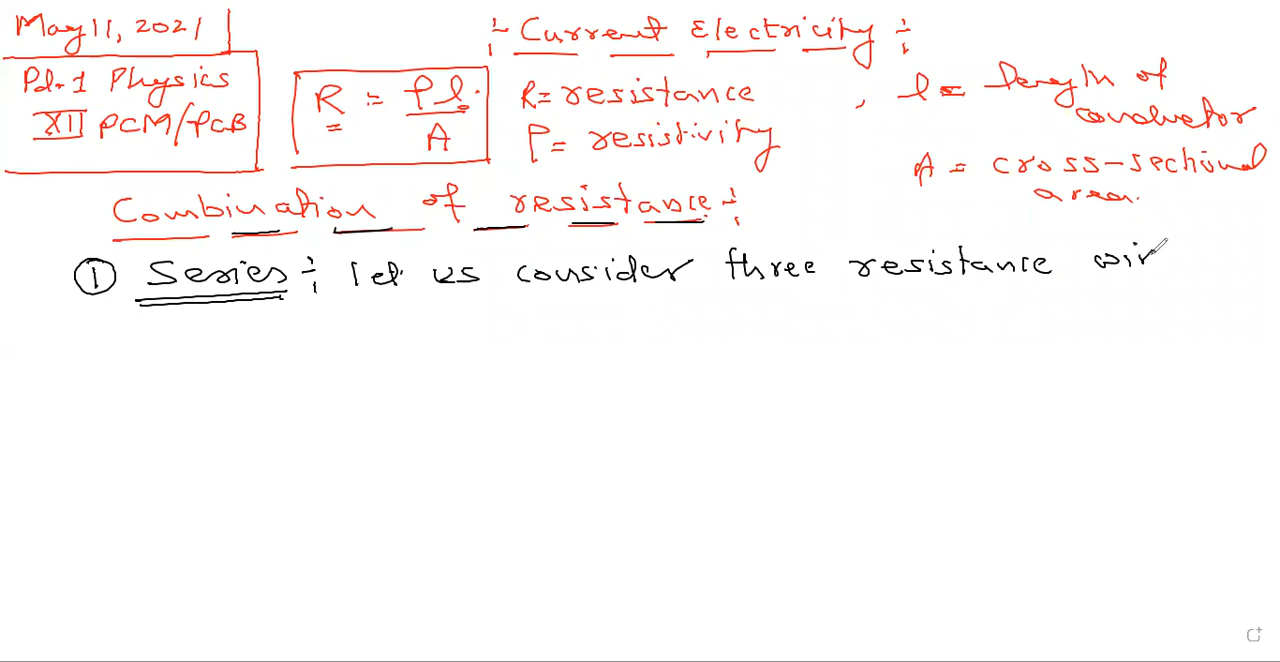 May 11, 2021
:- Current Electricity -:
Pd-1 Physics
XII PCM/PCB
R = ρl/A
R = resistance
ρ = resistivity
, l = length of conductor
A = cross-sectional area.
Combination of resistance -:
① Series -: let us consider three resistance wir